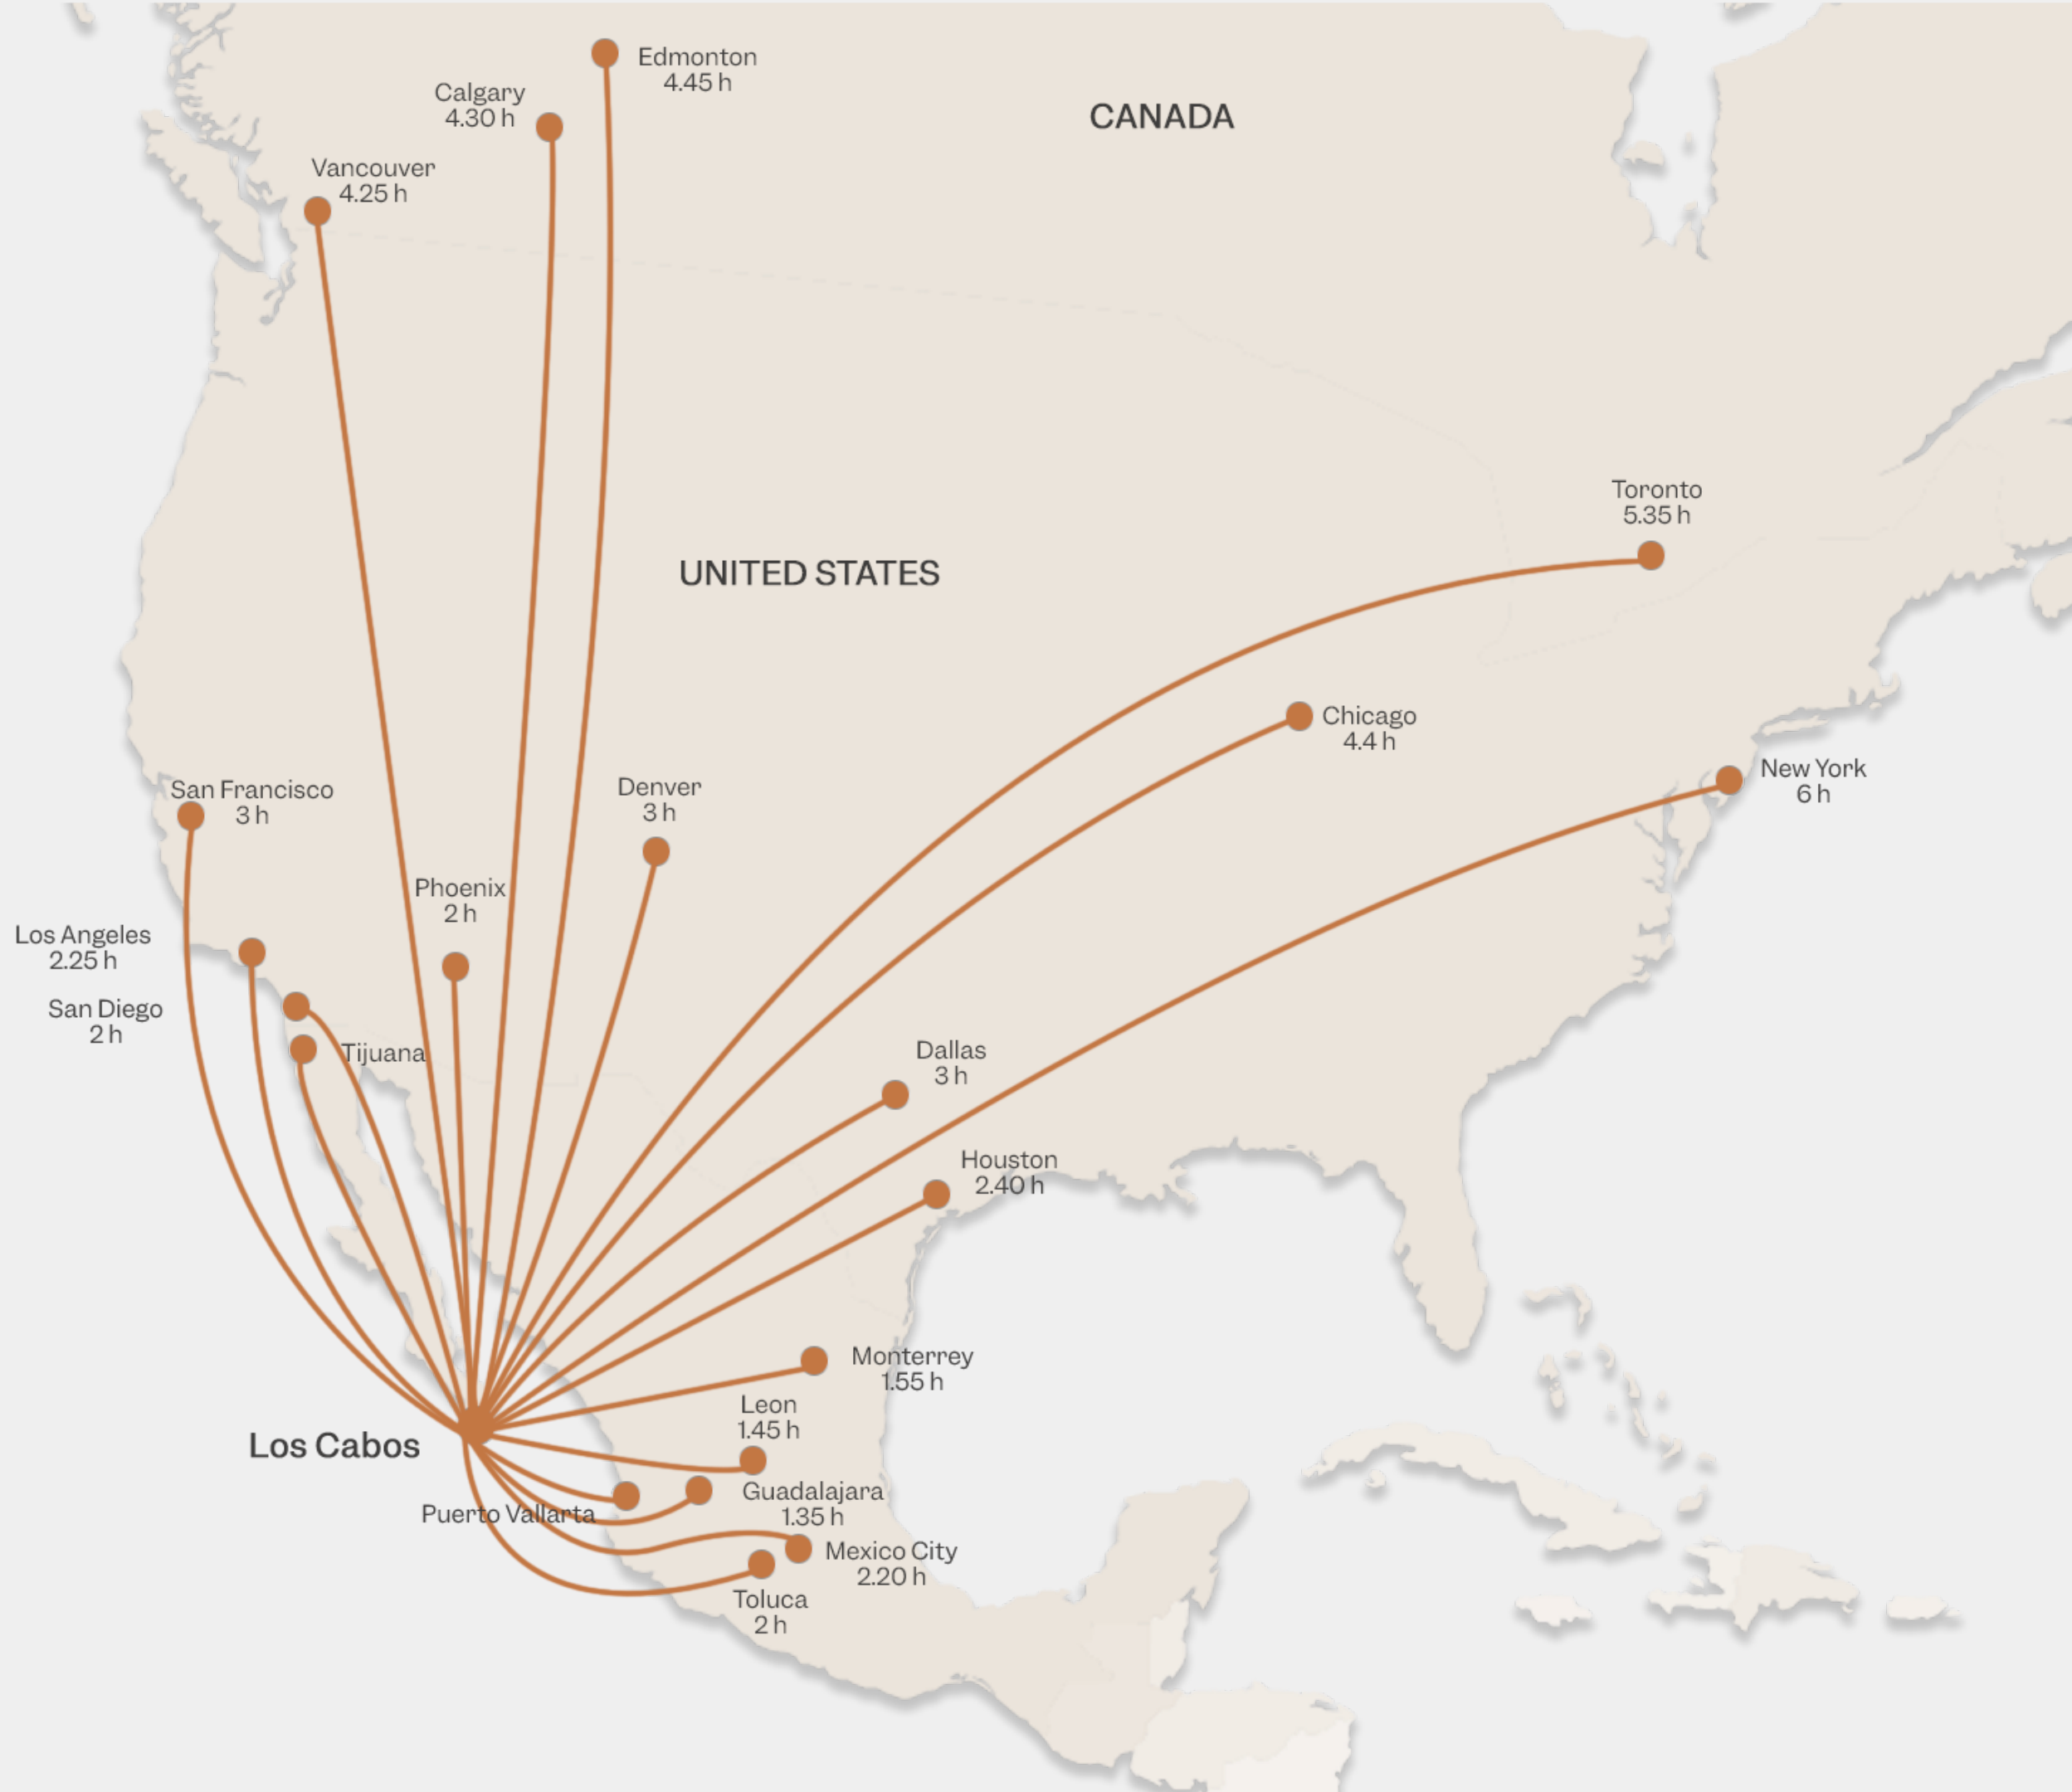 Edmonton
4.45 h
Calgary
4.30 h
CANADA
Vancouver
4.25 h
Toronto
5.35 h
UNITED STATES
Chicago
4.4 h
New York
6 h
San Francisco
3 h
Denver
3 h
Phoenix
2 h
Los Angeles
2.25 h
San Diego
2 h
Tijuana
Dallas
3 h
Houston
2.40 h
Monterrey
1.55 h
Leon
1.45 h
Los Cabos
Guadalajara
1.35 h
Puerto Vallarta
Mexico City
2.20 h
Toluca
2 h